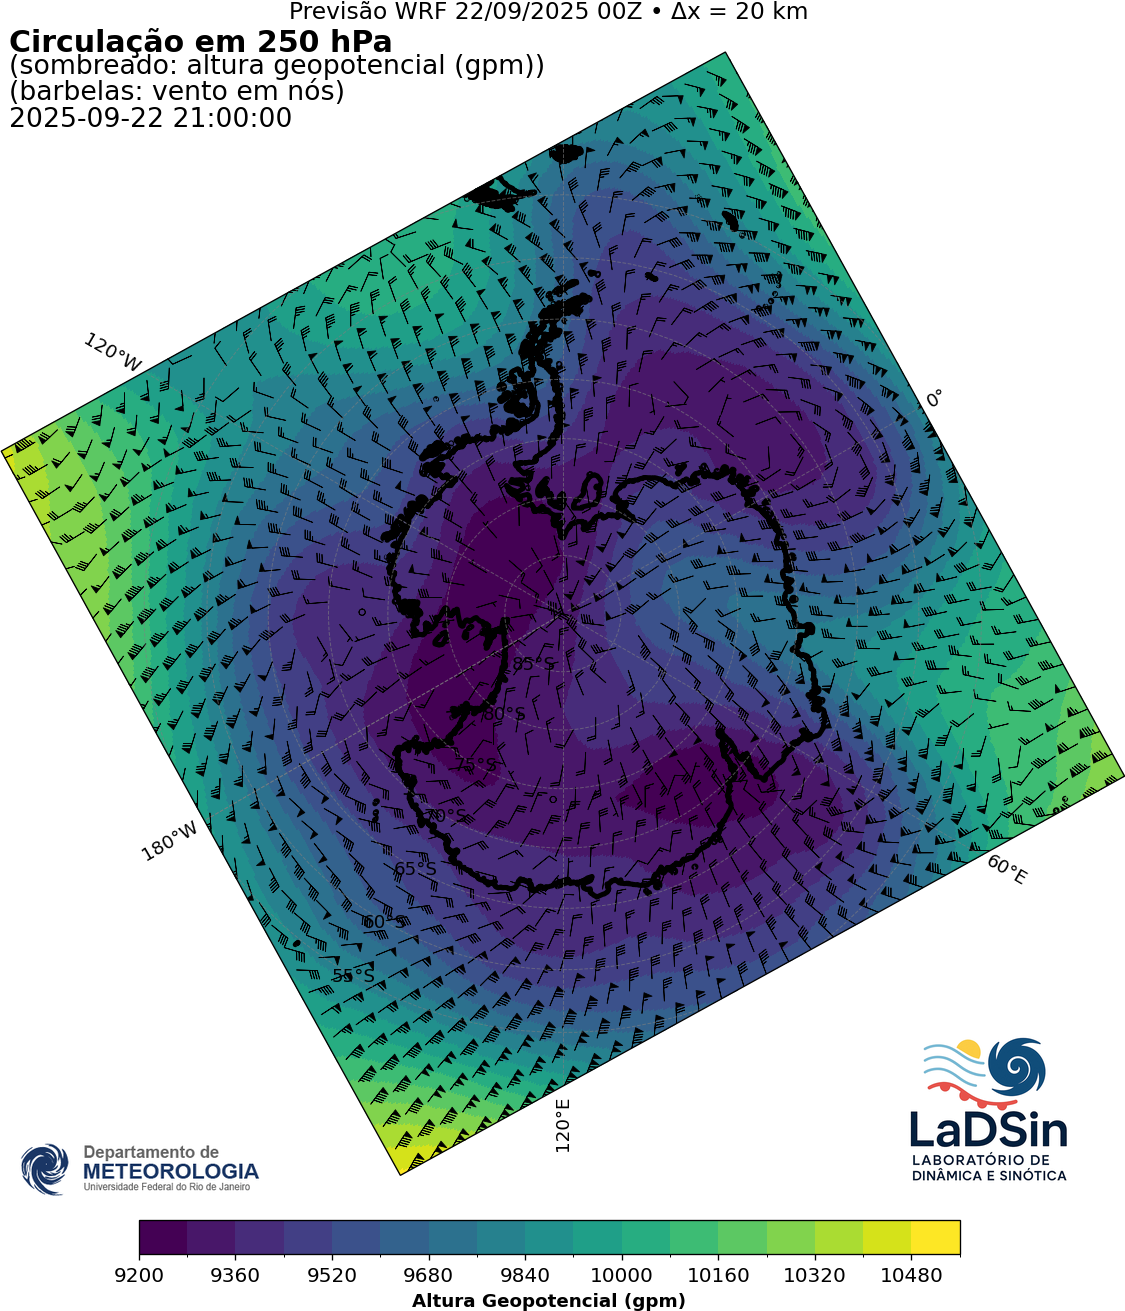 Previsão WRF 22/09/2025 00Z • Δx = 20 km
Circulação em 250 hPa
(sombreado: altura geopotencial (gpm))
(barbelas: vento em nós)
2025-09-22 21:00:00
120°W
0°
85°S
80°S
75°S
70°S
180°W
65°S
60°E
60°S
55°S
120°E
LaDSin
LABORATÓRIO DE
DINÂMICA E SINÓTICA
Departamento de
METEOROLOGIA
Universidade Federal do Rio de Janeiro
9200 9360 9520 9680 9840 10000 10160 10320 10480
Altura Geopotencial (gpm)